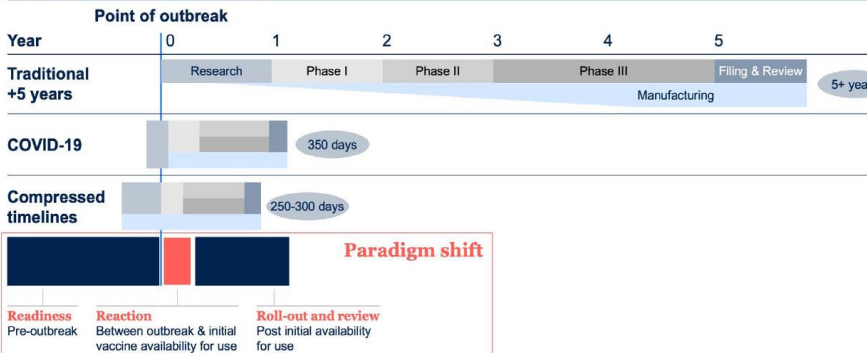 Point of outbreak
Year 0 1 2 3 4 5
Traditional
+5 years
Research Phase I Phase II Phase III Filing & Review
Manufacturing
5+ yea
COVID-19
350 days
Compressed
timelines
250-300 days
Paradigm shift
Readiness
Pre-outbreak
Reaction
Between outbreak & initial
vaccine availability for use
Roll-out and review
Post initial availability
for use